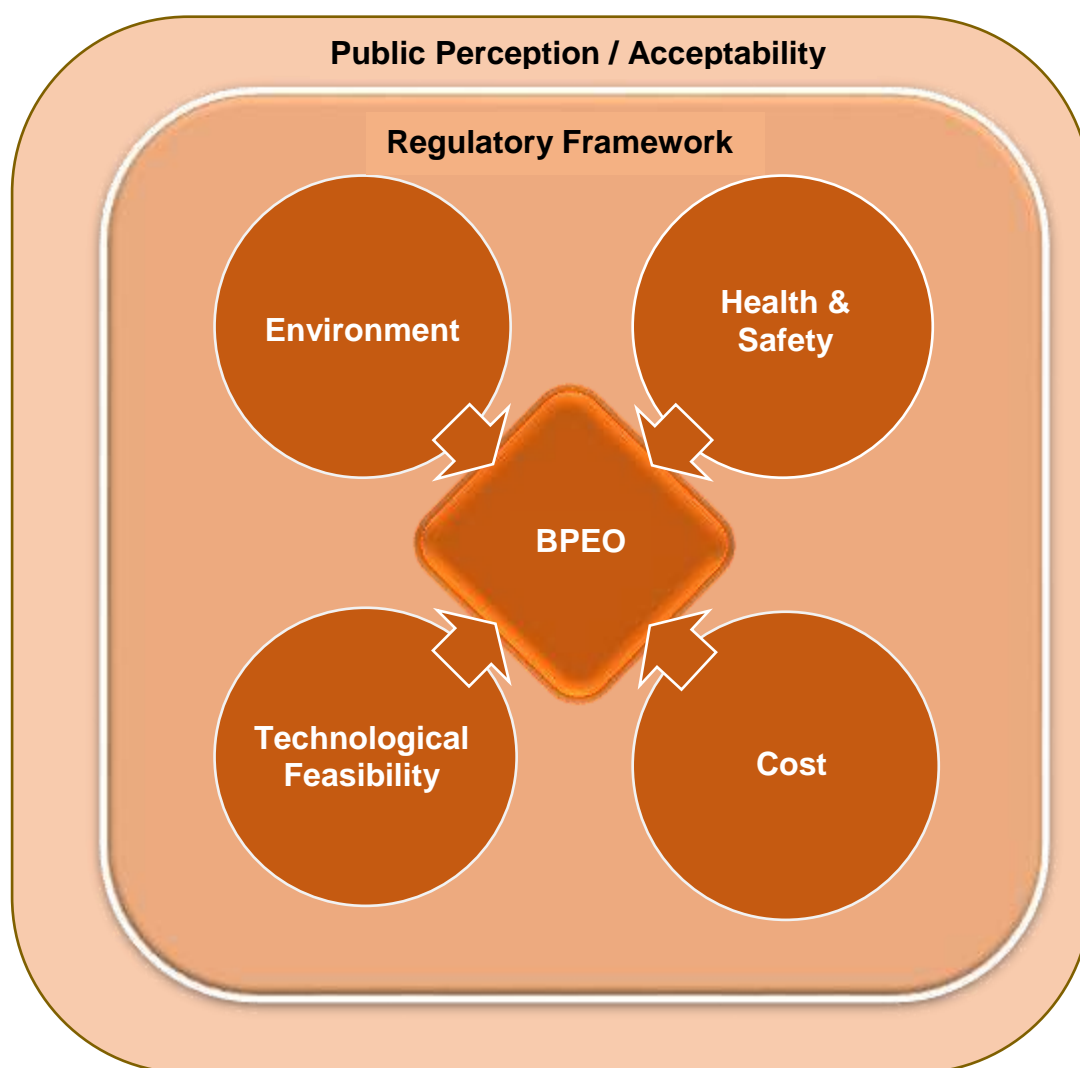 Public Perception / Acceptability
Regulatory Framework
Environment
Health &
Safety
BPEO
Technological
Feasibility
Cost